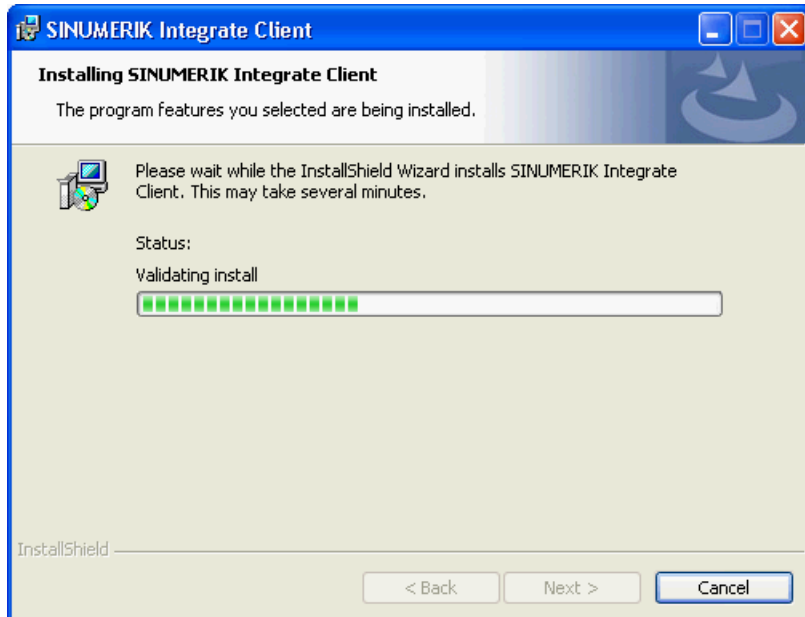 SINUMERIK Integrate Client
Installing SINUMERIK Integrate Client
The program features you selected are being installed.
Please wait while the InstallShield Wizard installs SINUMERIK Integrate
Client. This may take several minutes.
Status:
Validating install
InstallShield
< Back Next > Cancel